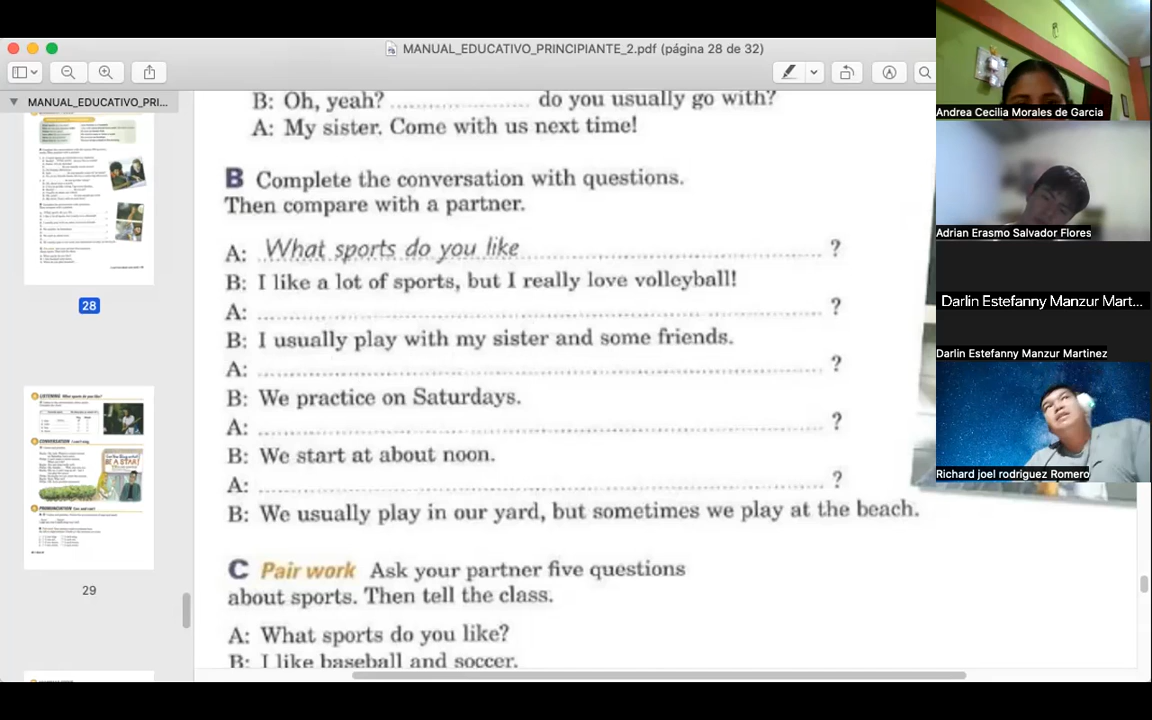 MANUAL_EDUCATIVO_PRINCIPIANTE_2.pdf (página 28 de 32)
MANUAL_EDUCATIVO_PRI...
28
29
B: Oh, yeah? .............................. do you usually go with?
A: My sister. Come with us next time!
B Complete the conversation with questions.
Then compare with a partner.
A: What sports do you like ?
B: I like a lot of sports, but I really love volleyball!
A: ?
B: I usually play with my sister and some friends.
A: ?
B: We practice on Saturdays.
A: ?
B: We start at about noon.
A: ?
B: We usually play in our yard, but sometimes we play at the beach.
C Pair work Ask your partner five questions
about sports. Then tell the class.
A: What sports do you like?
B: I like baseball and soccer.
Andrea Cecilia Morales de Garcia
Adrian Erasmo Salvador Flores
Darlin Estefanny Manzur Mart...
Darlin Estefanny Manzur Martinez
Richard joel rodriguez Romero